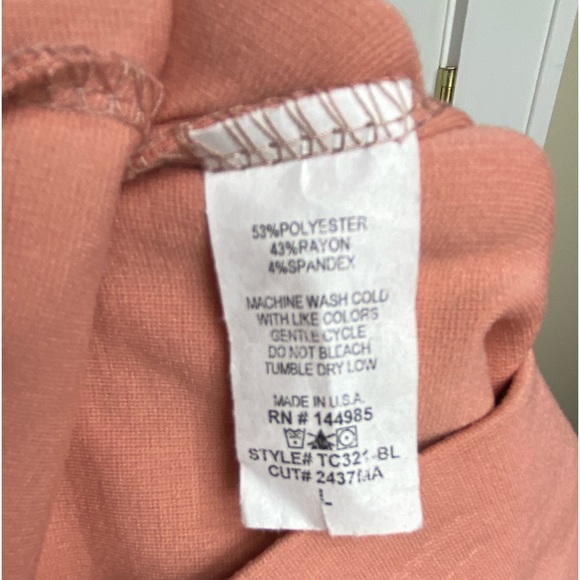 53%POLYESTER
43%RAYON
4%SPANDEX
MACHINE WASH COLD
WITH LIKE COLORS
GENTLE CYCLE
DO NOT BLEACH
TUMBLE DRY LOW
MADE IN U.S.A.
RN # 144985
STYLE# TC321-BL
CUT# 2437MA
L